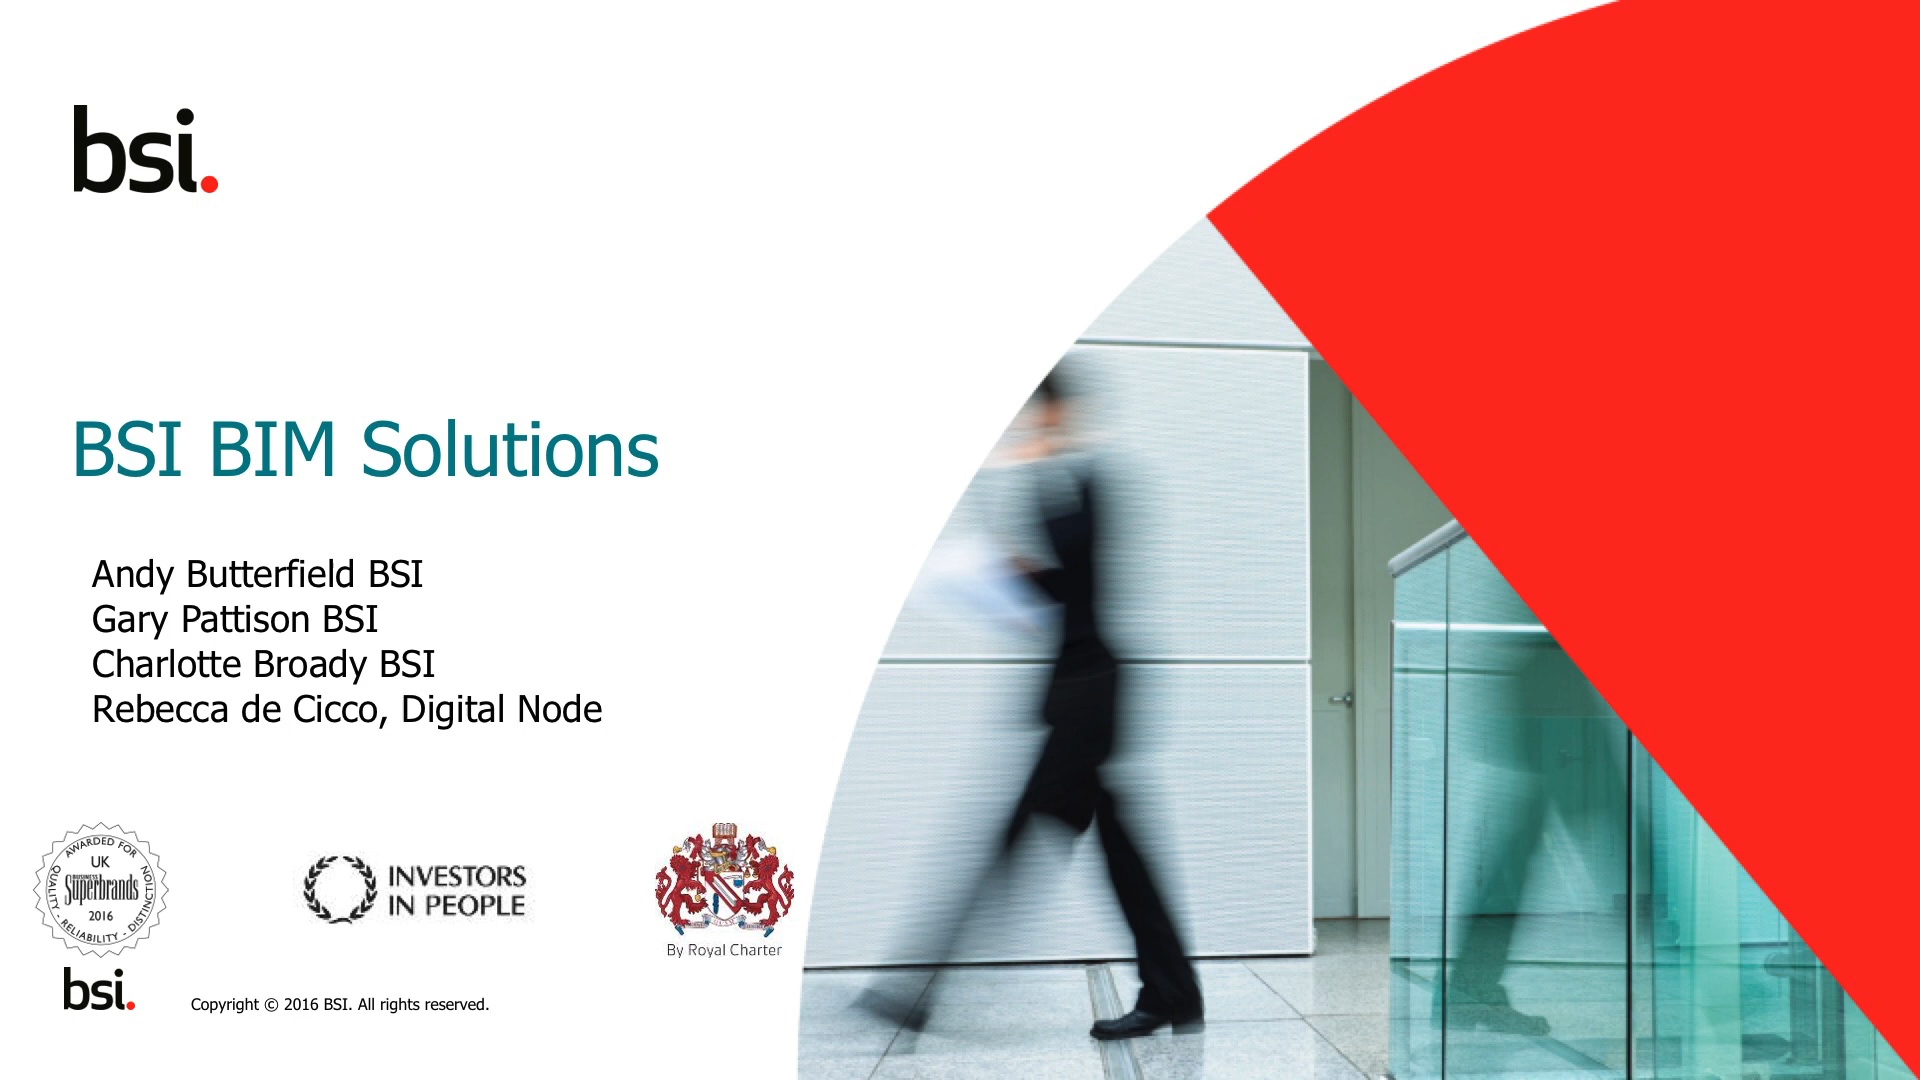 bsi.
BSI BIM Solutions
Andy Butterfield BSI
Gary Pattison BSI
Charlotte Broady BSI
Rebecca de Cicco, Digital Node
AWARDED FOR
UK
BUSINESS
Superbrands
2016
QUALITY - RELIABILITY - DISTINCTION
INVESTORS
IN PEOPLE
By Royal Charter
bsi.
Copyright © 2016 BSI. All rights reserved.